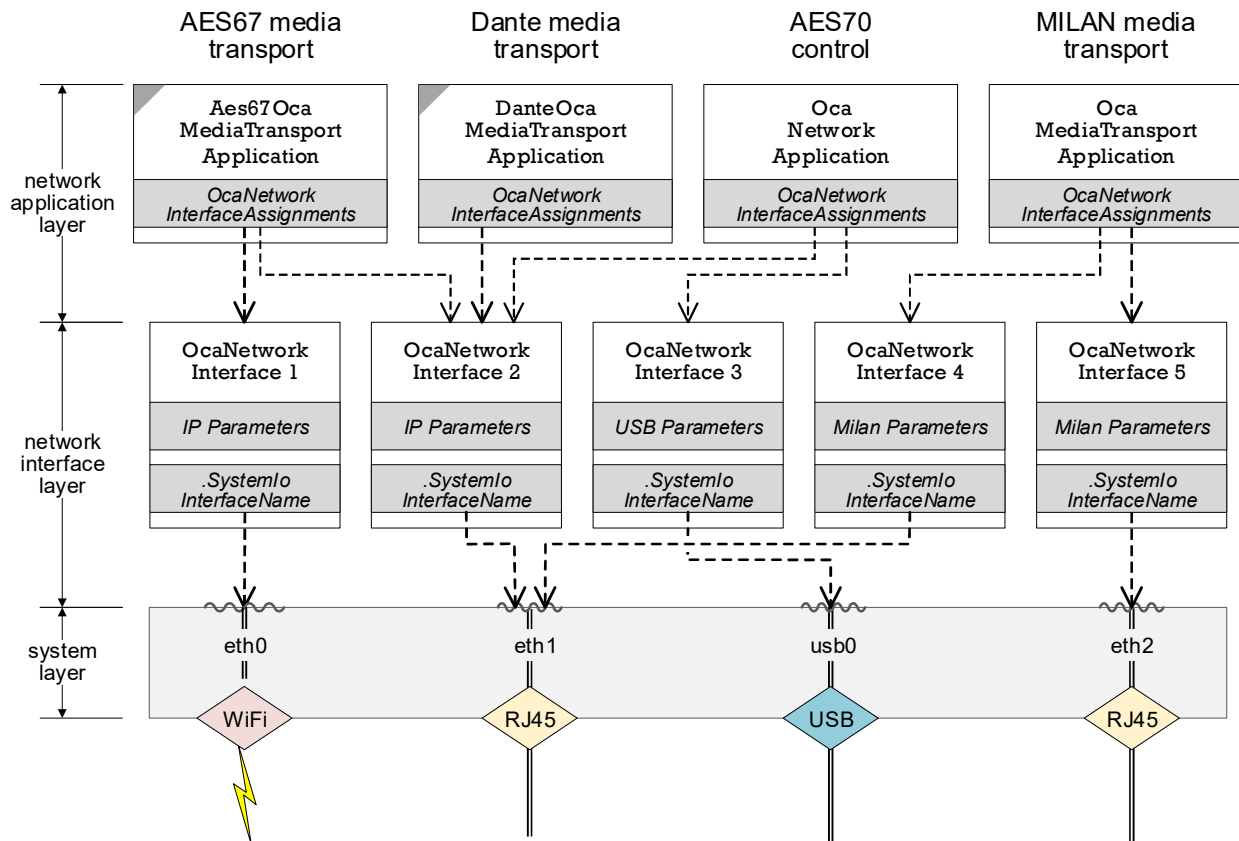 AES67 media
transport
Dante media
transport
AES70
control
MILAN media
transport
network
application
layer
Aes67Oca
MediaTransport
Application
OcaNetwork
InterfaceAssignments
DanteOca
MediaTransport
Application
OcaNetwork
InterfaceAssignments
Oca
Network
Application
OcaNetwork
InterfaceAssignments
Oca
MediaTransport
Application
OcaNetwork
InterfaceAssignments
network
interface
layer
OcaNetwork
Interface 1
IP Parameters
.SystemIo
InterfaceName
OcaNetwork
Interface 2
IP Parameters
.SystemIo
InterfaceName
OcaNetwork
Interface 3
USB Parameters
.SystemIo
InterfaceName
OcaNetwork
Interface 4
Milan Parameters
.SystemIo
InterfaceName
OcaNetwork
Interface 5
Milan Parameters
.SystemIo
InterfaceName
system
layer
eth0
eth1
usb0
eth2
WiFi
RJ45
USB
RJ45